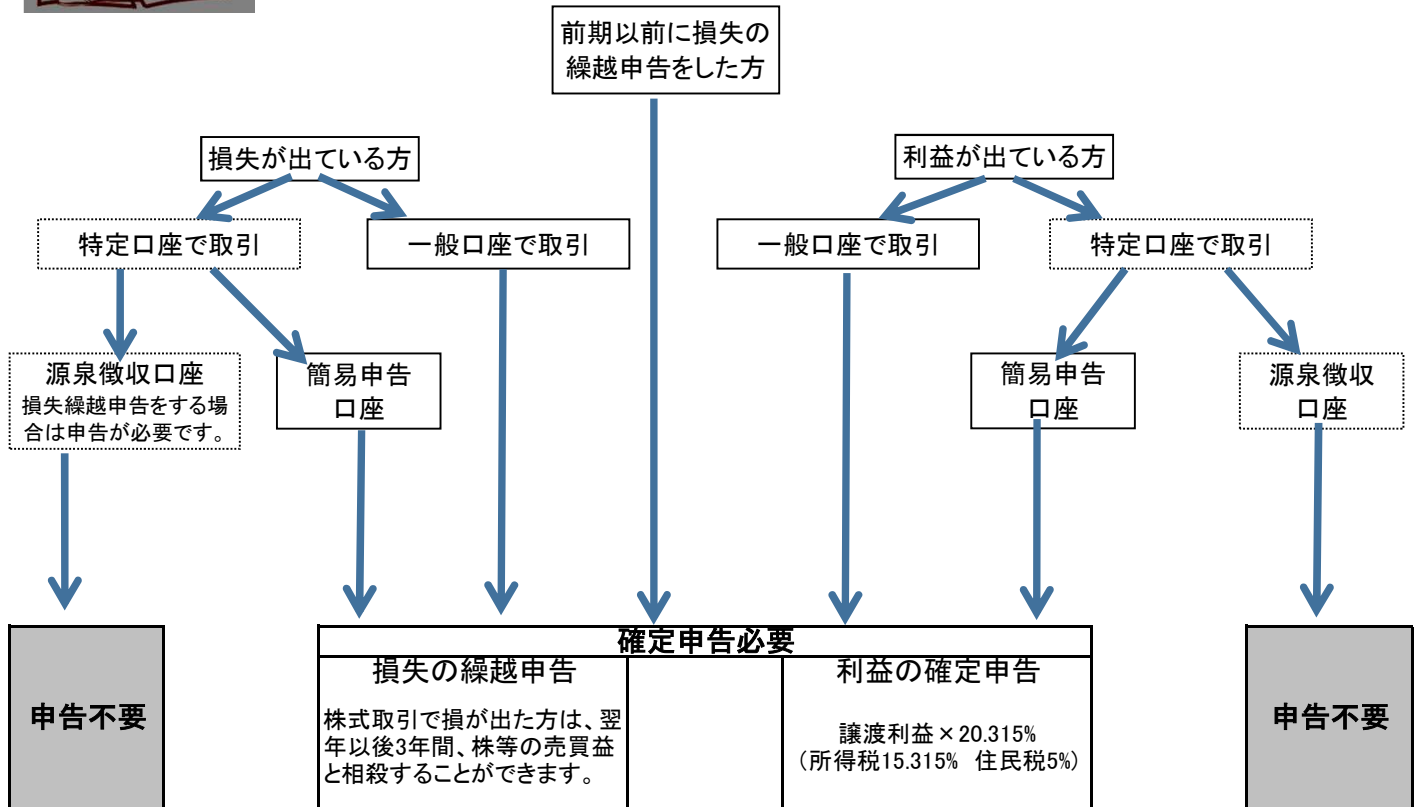 前期以前に損失の
繰越申告をした方
損失が出ている方
利益が出ている方
特定口座で取引
一般口座で取引
一般口座で取引
特定口座で取引
源泉徴収口座
損失繰越申告をする場
合は申告が必要です。
簡易申告
口座
簡易申告
口座
源泉徴収
口座
申告不要
確定申告必要
損失の繰越申告
株式取引で損が出た方は、翌
年以後3年間、株等の売買益
と相殺することができます。
利益の確定申告
譲渡利益×20.315%
(所得税15.315% 住民税5%)
申告不要